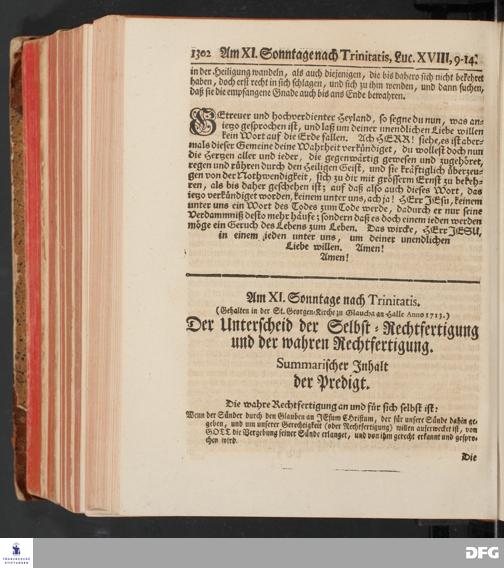 1302 Am XI. Sonntage nach Trinitatis, Luc. XVIII, 9-14.
in der Heiligung wandeln, als auch diejenigen, die bis dahero sich nicht bekehret
haben, doch erst recht in sich schlagen, und sich zu ihm wenden, und dann suchen,
daß sie die empfangene Gnade auch bis ans Ende bewahren.
GEtreuer und hochverdienter Heyland, so segne du nun, was an-
ietzo gesprochen ist, und laß um deiner unendlichen Liebe willen
kein Wort auf die Erde fallen. Ach HERR! siehe, es ist aber-
mals dieser Gemeine deine Wahrheit verkündiget, du wollest doch nun
die Hertzen aller und ieder, die gegenwärtig gewesen und zugehöret,
regen und rühren durch den Heiligen Geist, und sie kräftiglich überzeu-
gen von der Nothwendigkeit, sich zu dir mit grösserm Ernst zu bekeh-
ren, als bis daher geschehen ist; auf daß also auch dieses Wort, das
ietzo verkündiget worden, keinem unter uns, ach ja! HErr JEsu, keinem
unter uns ein Wort des Todes zum Tode werde, dadurch er nur seine
Verdammniß desto mehr häufe; sondern daß es doch einem ieden werden
möge ein Geruch des Lebens zum Leben. Das wircke, HErr JESU,
in einem ieden unter uns, um deiner unendlichen
Liebe willen. Amen!
Amen!
Am XI. Sonntage nach Trinitatis.
(Gehalten in der St. Georgen-Kirche zu Glaucha an Halle Anno 1713.)
Der Unterscheid der Selbst-Rechtfertigung
und der wahren Rechtfertigung.
Summarischer Inhalt
der Predigt.
Die wahre Rechtfertigung an und für sich selbst ist:
Wenn der Sünder durch den Glauben an JEsum Christum, der für unsere Sünde dahin ge-
geben, und um unserer Gerechtigkeit (oder Rechtfertigung) willen auferwecket ist, von
GOTT die Vergebung seiner Sünde erlanget, und von ihm gerecht erkannt und gespro-
chen wird.
Die
FRANCKESCHE
STIFTUNGEN
DFG